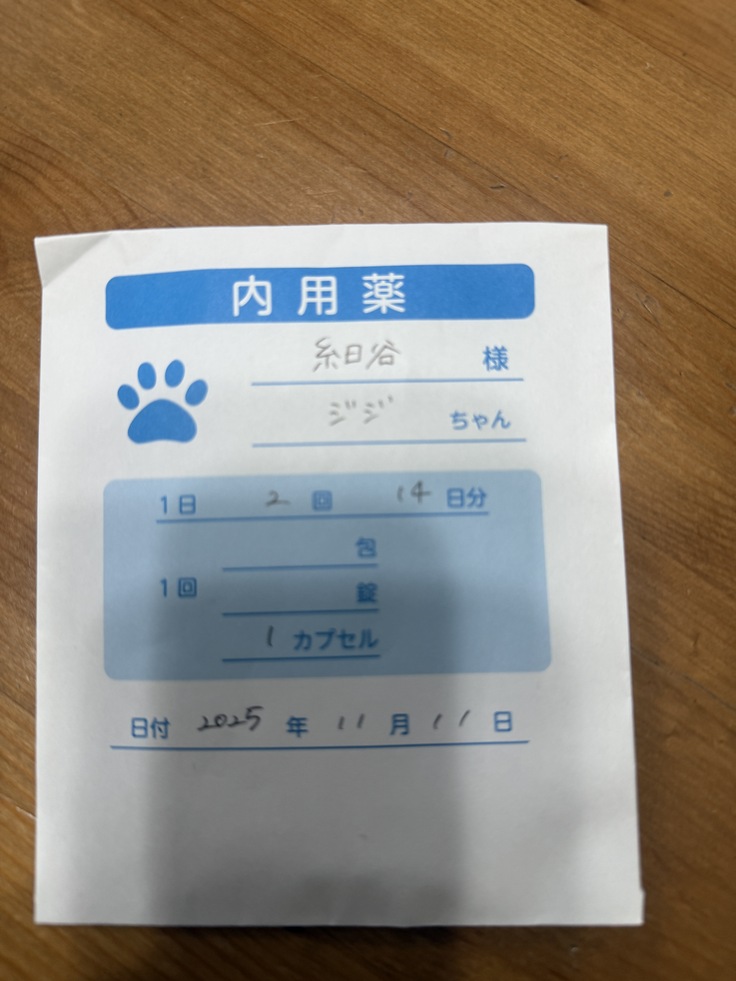 内用薬
細谷 様
ジジ ちゃん
1日 2 回 14 日分
包
1回 錠
1 カプセル
日付 2025 年 11 月 11 日